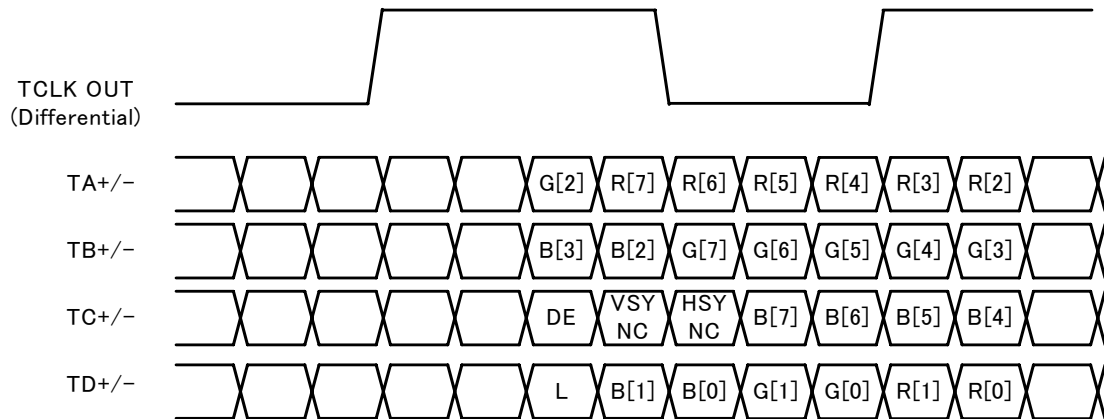 TCLK OUT
(Differential)
TA+/-
G[2] R[7] R[6] R[5] R[4] R[3] R[2]
TB+/-
B[3] B[2] G[7] G[6] G[5] G[4] G[3]
TC+/-
DE VSY
NC HSY
NC B[7] B[6] B[5] B[4]
TD+/-
L B[1] B[0] G[1] G[0] R[1] R[0]